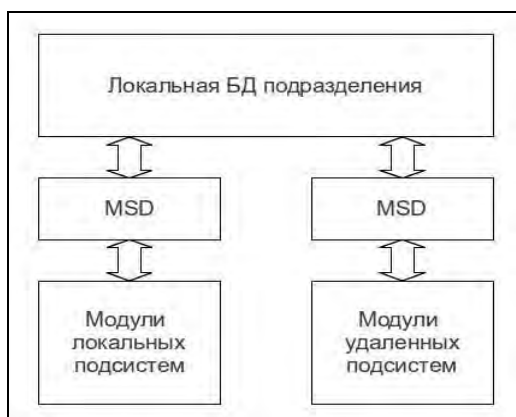 Локальная БД подразделения
MSD
MSD
Модули
локальных
подсистем
Модули
удаленных
подсистем